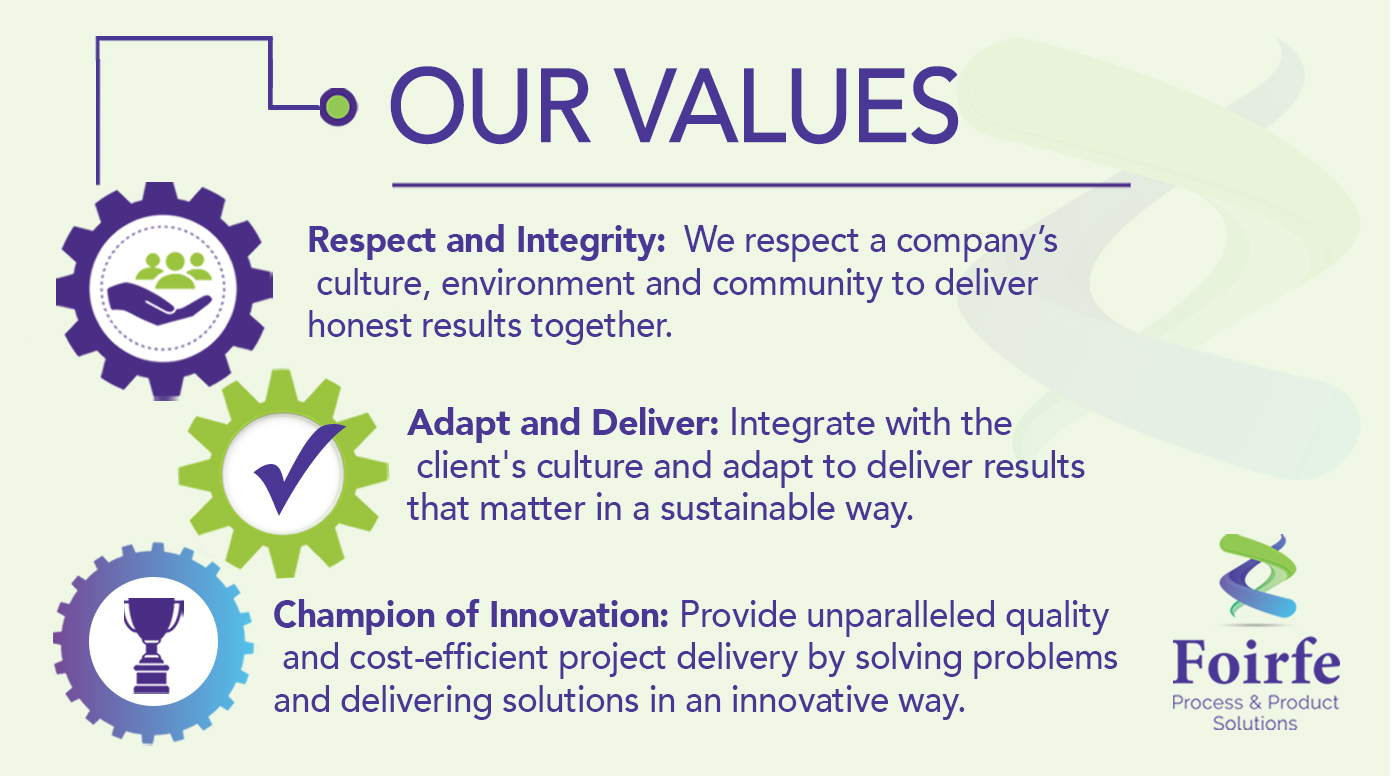 OUR VALUES
Respect and Integrity: We respect a company’s
culture, environment and community to deliver
honest results together.
Adapt and Deliver: Integrate with the
client's culture and adapt to deliver results
that matter in a sustainable way.
Champion of Innovation: Provide unparalleled quality
and cost-efficient project delivery by solving problems
and delivering solutions in an innovative way.
Foirfe
Process & Product
Solutions